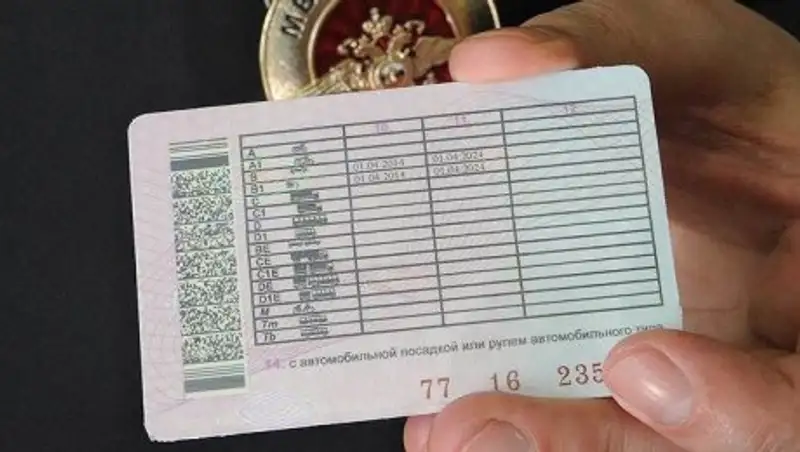 МВ
10. 11. 12.
A
A1
B 01.04.2014 01.04.2024
B1 01.04.2014 01.04.2024
C
C1
D
D1
BE
CE
C1E
DE
D1E
M
Tm
Tb
14. с автомобильной посадкой или рулем автомобильного типа
77 16 235